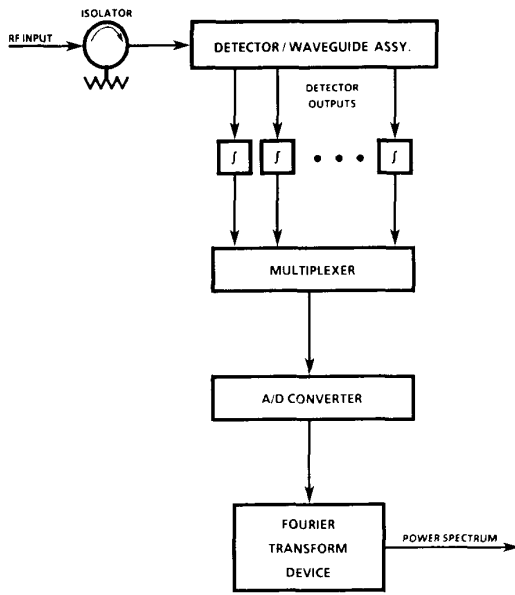 ISOLATOR
RF INPUT
DETECTOR / WAVEGUIDE ASSY.
DETECTOR
OUTPUTS
∫ ∫ ∫
MULTIPLEXER
A/D CONVERTER
FOURIER
TRANSFORM
DEVICE
POWER SPECTRUM